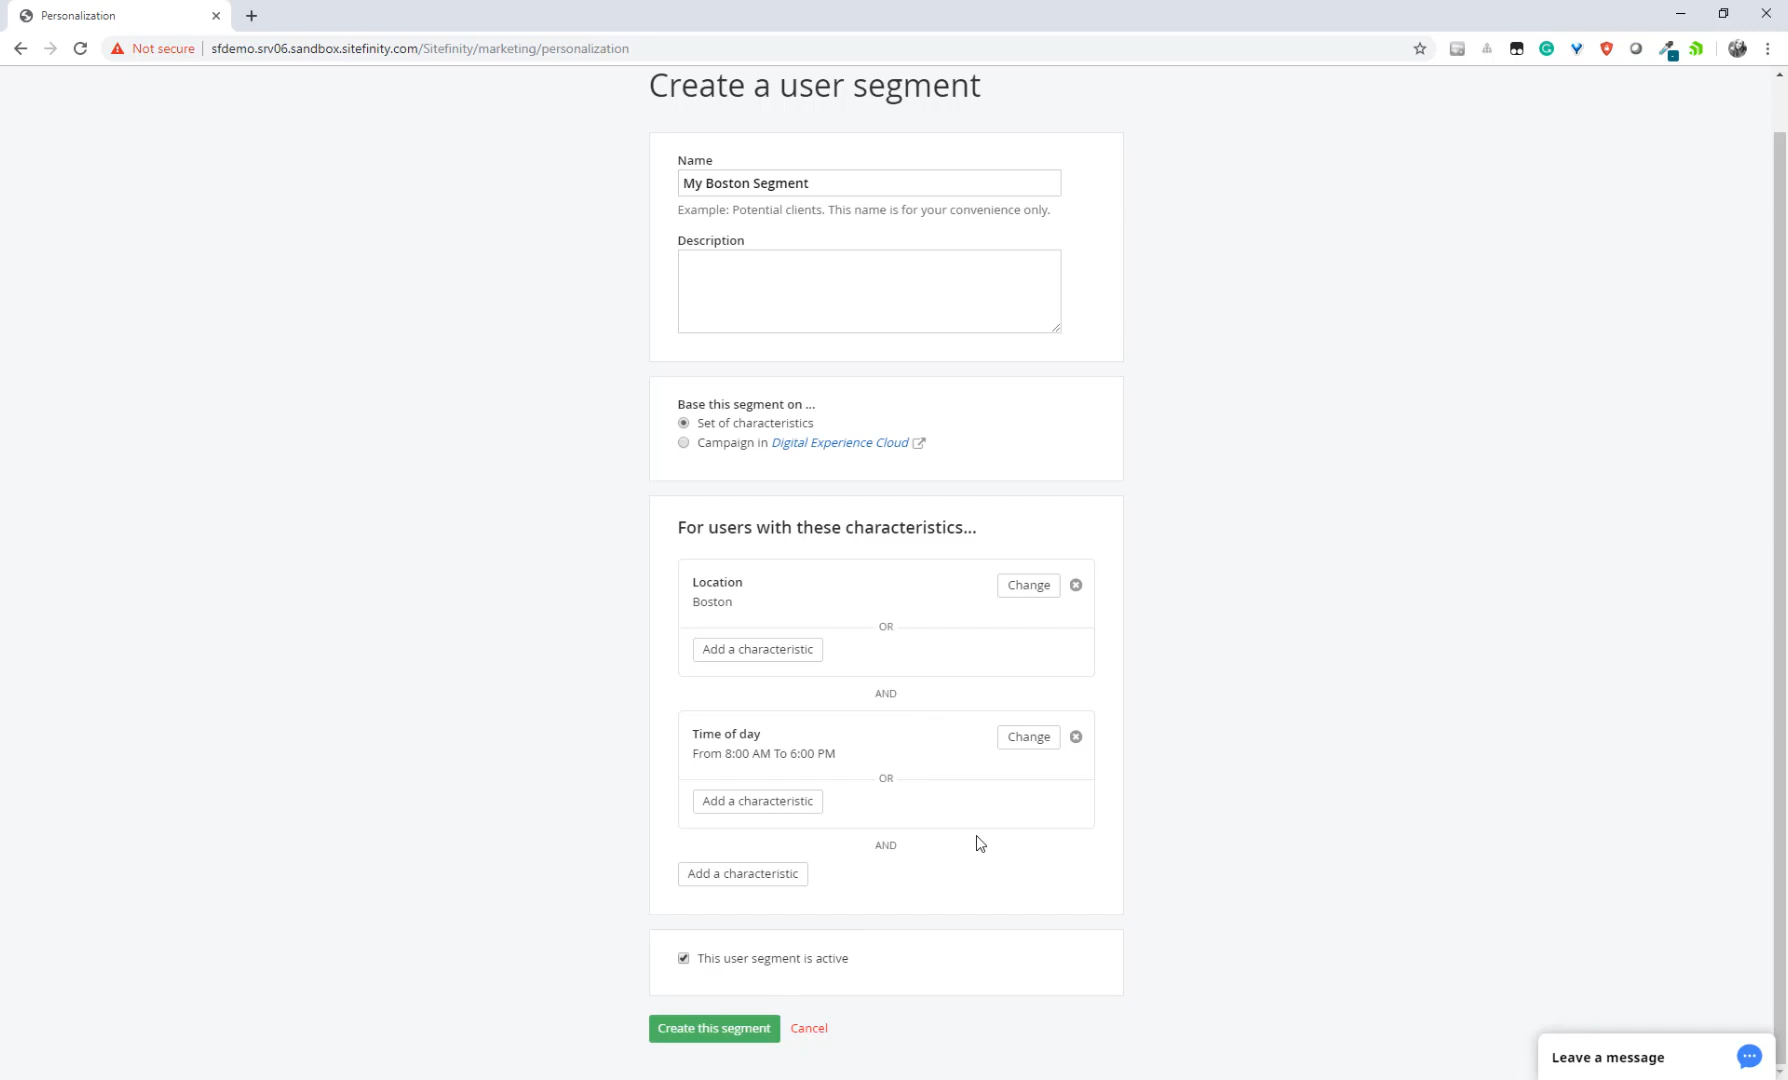 Personalization
Not secure
sfdemo.srv06.sandbox.sitefinity.com/Sitefinity/marketing/personalization
Create a user segment
Name
My Boston Segment
Example: Potential clients. This name is for your convenience only.
Description
Base this segment on ...
Set of characteristics
Campaign in Digital Experience Cloud
For users with these characteristics...
Location
Change
Boston
OR
Add a characteristic
AND
Time of day
Change
From 8:00 AM To 6:00 PM
OR
Add a characteristic
AND
Add a characteristic
This user segment is active
Create this segment
Cancel
Leave a message